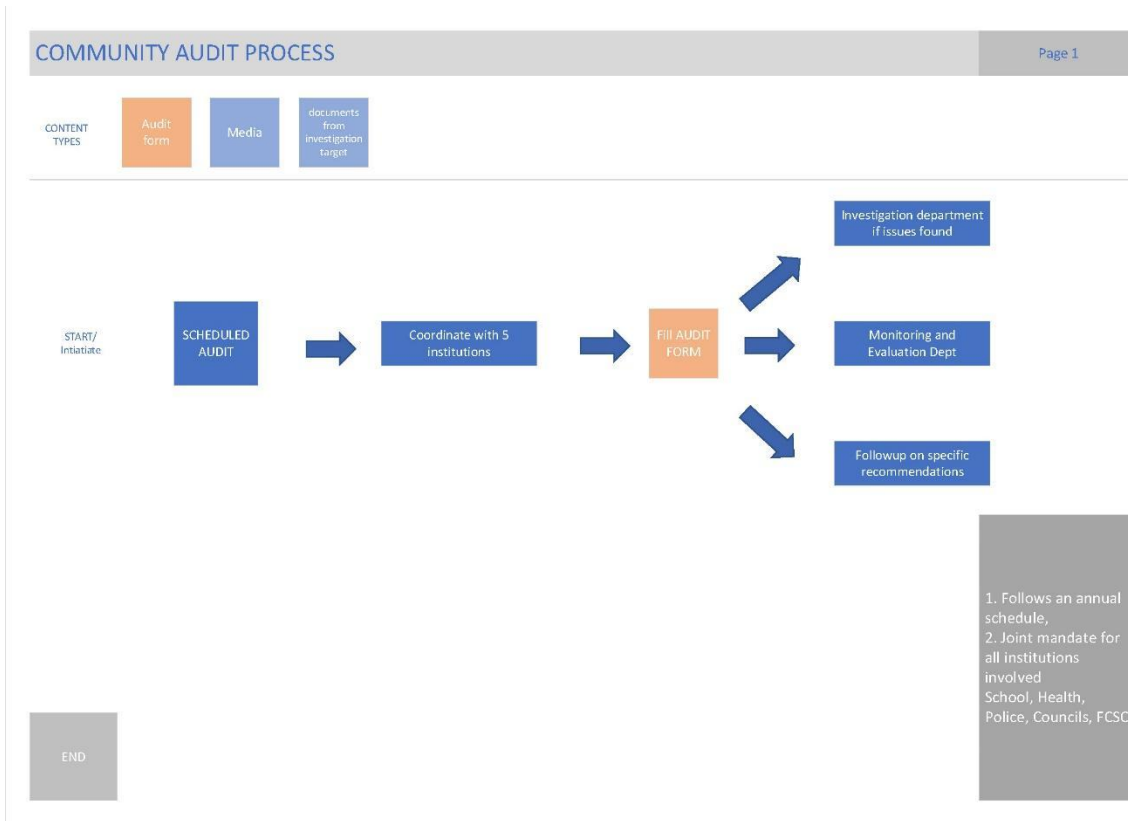 COMMUNITY AUDIT PROCESS
Page 1
CONTENT
TYPES
Audit
form
Media
documents
from
investigation
target
Investigation department
if issues found
START/
Intiatiate
SCHEDULED
AUDIT
Coordinate with 5
institutions
Fill AUDIT
FORM
Monitoring and
Evaluation Dept
Followup on specific
recommendations
1. Follows an annual
schedule,
2. Joint mandate for
all institutions
involved
School, Health,
Police, Councils, FCSC
END